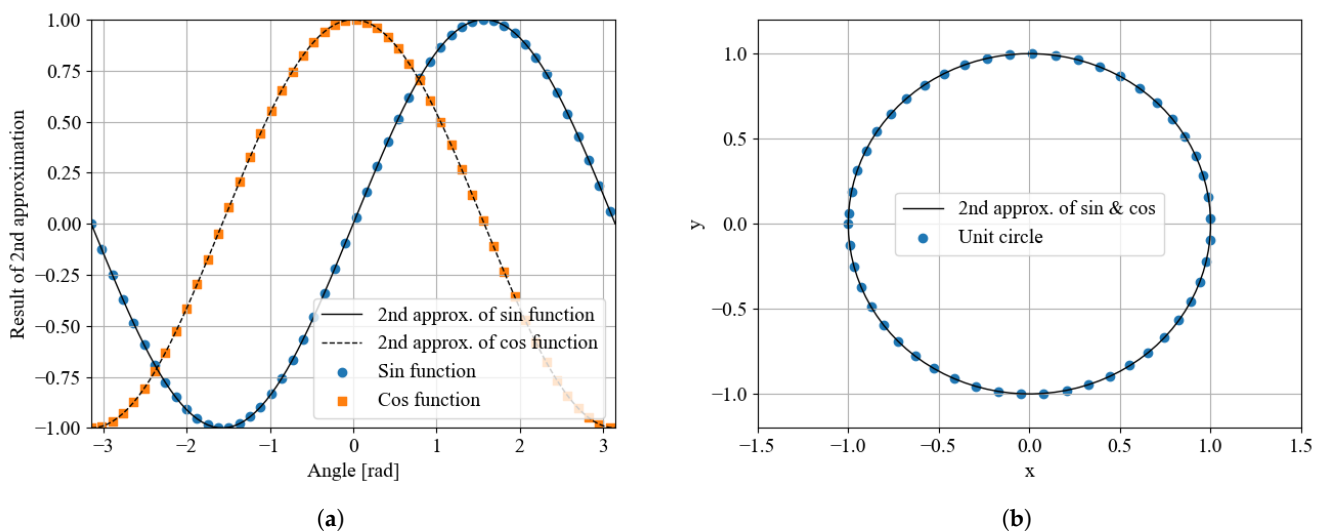 1.00
0.75
0.50
0.25
0.00
−0.25
−0.50
−0.75
−1.00
Result of 2nd approximation
−3
−2
−1
0
1
2
3
Angle [rad]
2nd approx. of sin function
2nd approx. of cos function
Sin function
Cos function
(a)
1.0
0.5
0.0
−0.5
−1.0
y
−1.5
−1.0
−0.5
0.0
0.5
1.0
1.5
x
2nd approx. of sin & cos
Unit circle
(b)